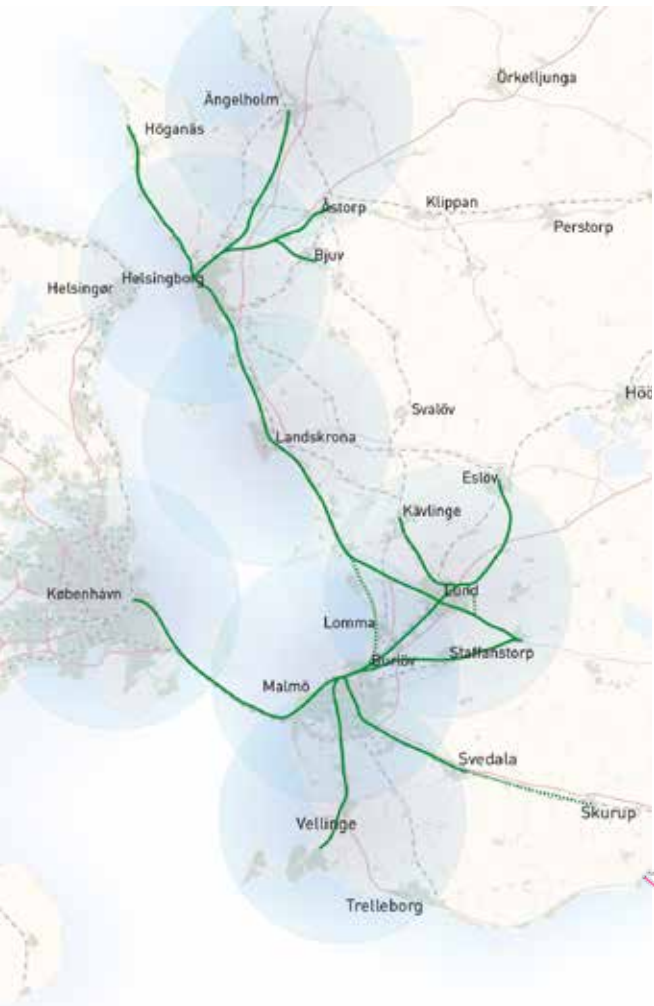 Örkelljunga
Ängelholm
Höganäs
Åstorp
Klippan
Perstorp
Bjuv
Helsingborg
Helsingør
Höö
Svalöv
Landskrona
Eslöv
Kävlinge
København
Lund
Lomma
Staffanstorp
Burlöv
Malmö
Svedala
Skurup
Vellinge
Trelleborg